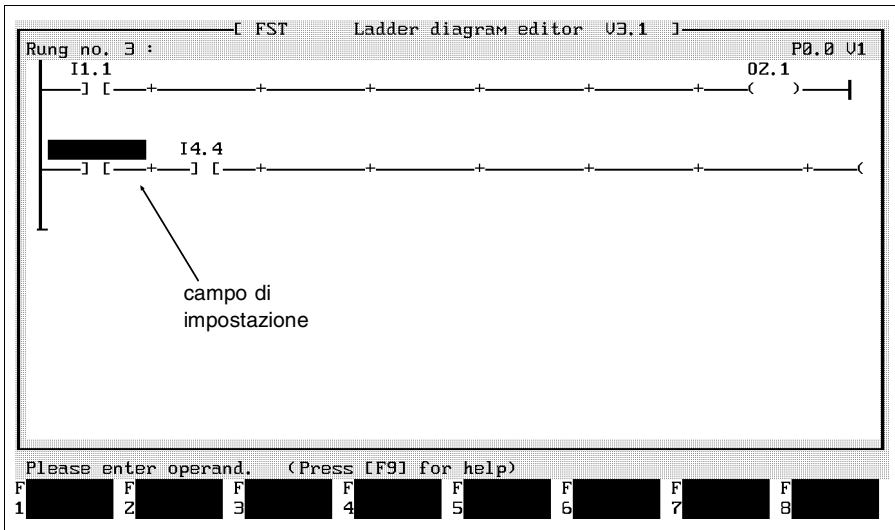 [ FST Ladder diagram editor V3.1 ]
Rung no. 3 : P0.0 V1
I1.1 O2.1
] [ + + + + + + ( )
I4.4
] [ + ] [ + + + + + + (
campo di
impostazione
Please enter operand. (Press [F9] for help)
F F F F F F F F
1 2 3 4 5 6 7 8